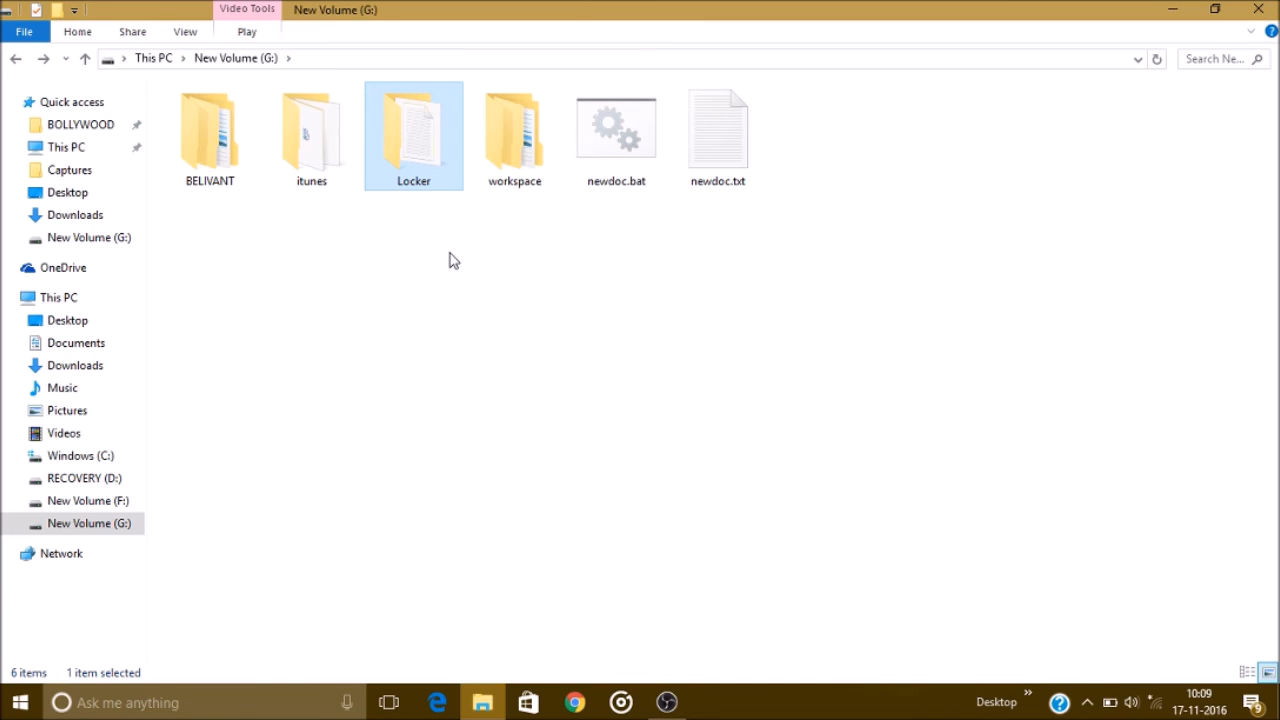 Video Tools
New Volume (G:)
File
Home
Share
View
Play
This PC
New Volume (G:)
Search Ne...
Quick access
BOLLYWOOD
This PC
Captures
Desktop
Downloads
New Volume (G:)
OneDrive
This PC
Desktop
Documents
Downloads
Music
Pictures
Videos
Windows (C:)
RECOVERY (D:)
New Volume (F:)
New Volume (G:)
Network
BELIVANT
itunes
Locker
workspace
newdoc.bat
newdoc.txt
6 items
1 item selected
Ask me anything
Desktop
10:09
17-11-2016
9